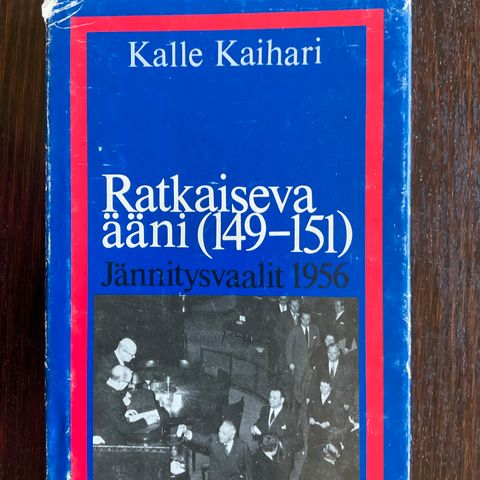 Kalle Kaihari
Ratkaiseva
ääni (149–151)
Jännitysvaalit 1956